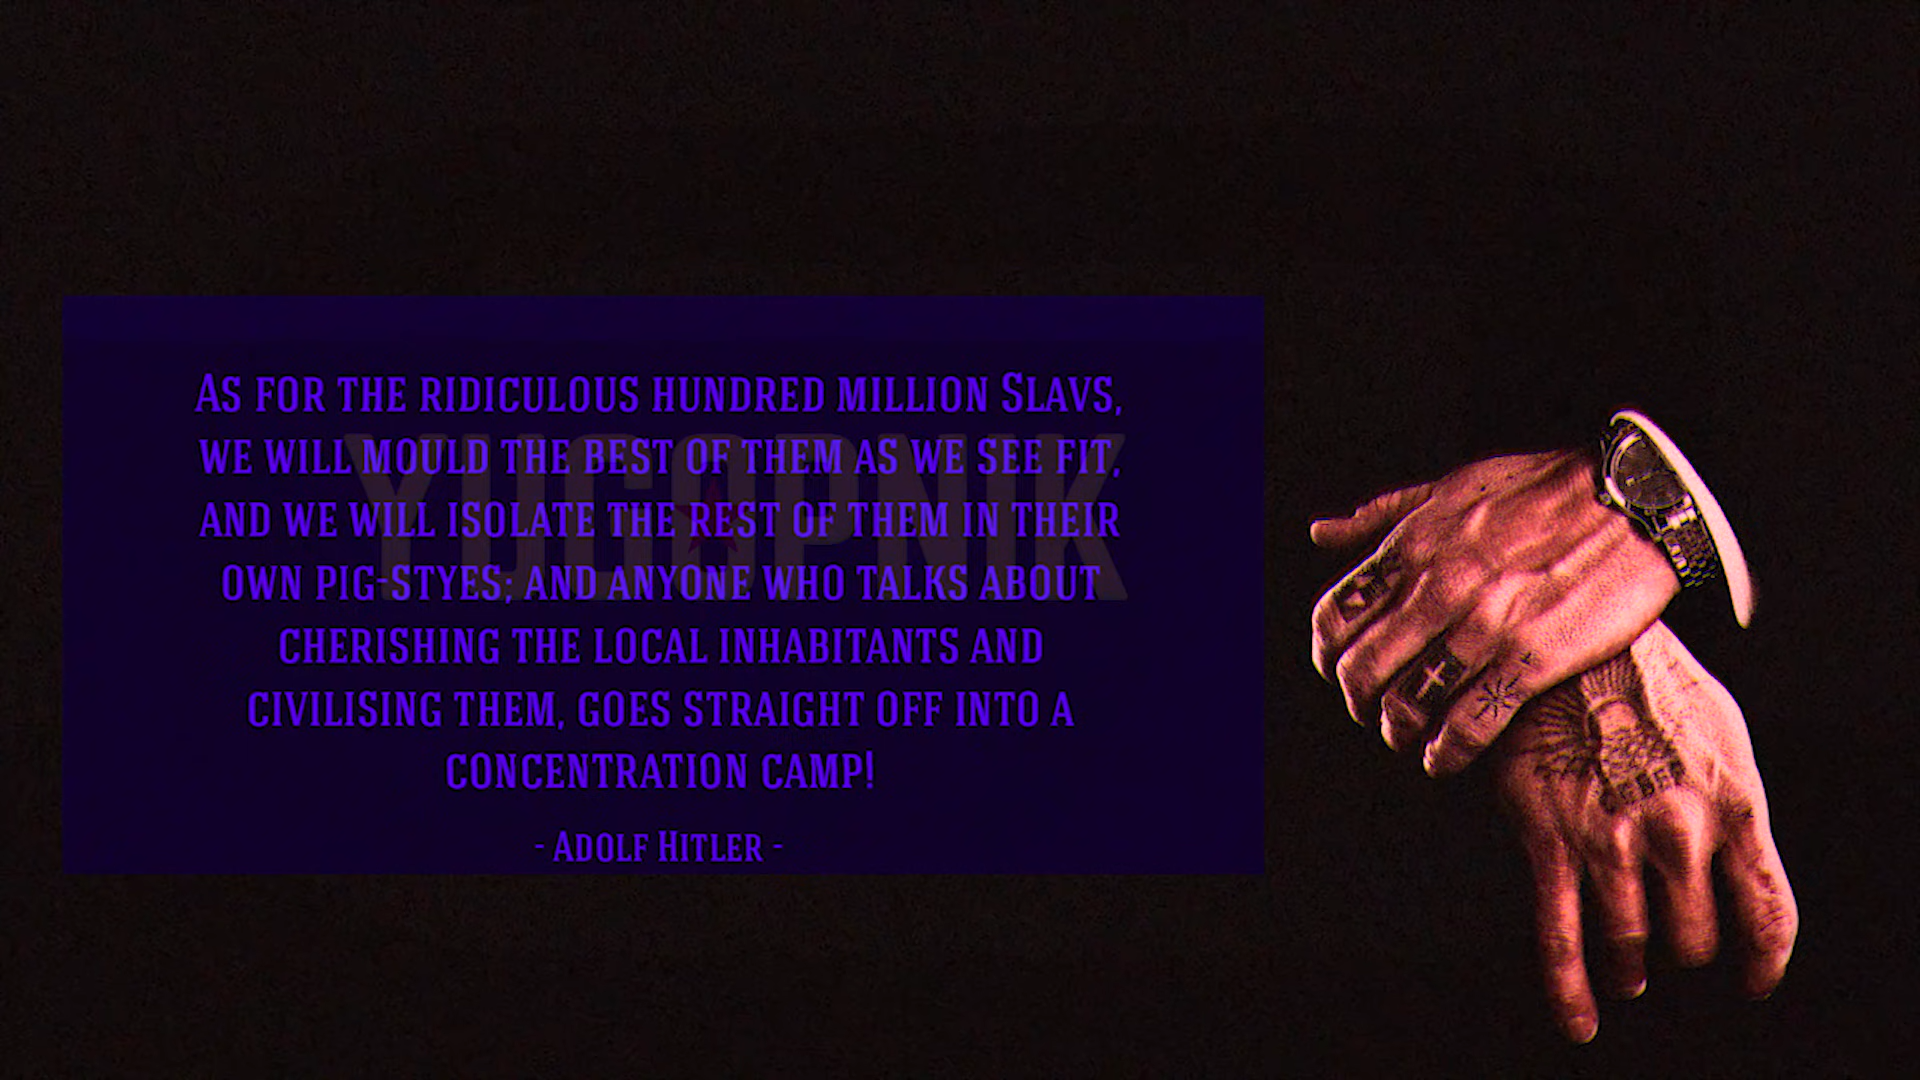 As for the ridiculous hundred million Slavs,
we will mould the best of them as we see fit,
and we will isolate the rest of them in their
own pig-styes; and anyone who talks about
cherishing the local inhabitants and
civilising them, goes straight off into a
concentration camp!
- Adolf Hitler -
YUGOPNIK
СЕВЕР